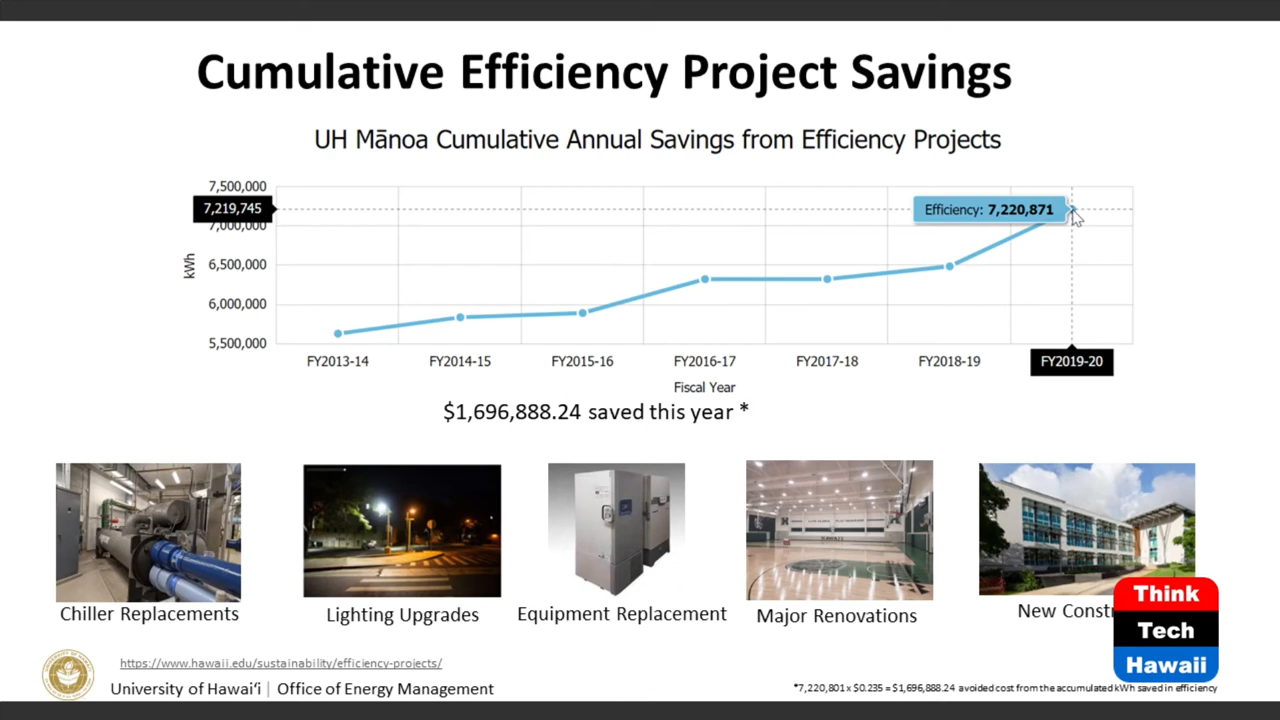 Cumulative Efficiency Project Savings
UH Mānoa Cumulative Annual Savings from Efficiency Projects
7,500,000
7,219,745
7,000,000
6,500,000
6,000,000
5,500,000
kWh
Efficiency: 7,220,871
FY2013-14
FY2014-15
FY2015-16
FY2016-17
FY2017-18
FY2018-19
FY2019-20
Fiscal Year
$1,696,888.24 saved this year *
Chiller Replacements
Lighting Upgrades
Equipment Replacement
Major Renovations
New Constr
Think
Tech
Hawaii
https://www.hawaii.edu/sustainability/efficiency-projects/
University of Hawaiʻi | Office of Energy Management
*7,220,801 x $0.235 = $1,696,888.24 avoided cost from the accumulated kWh saved in efficiency